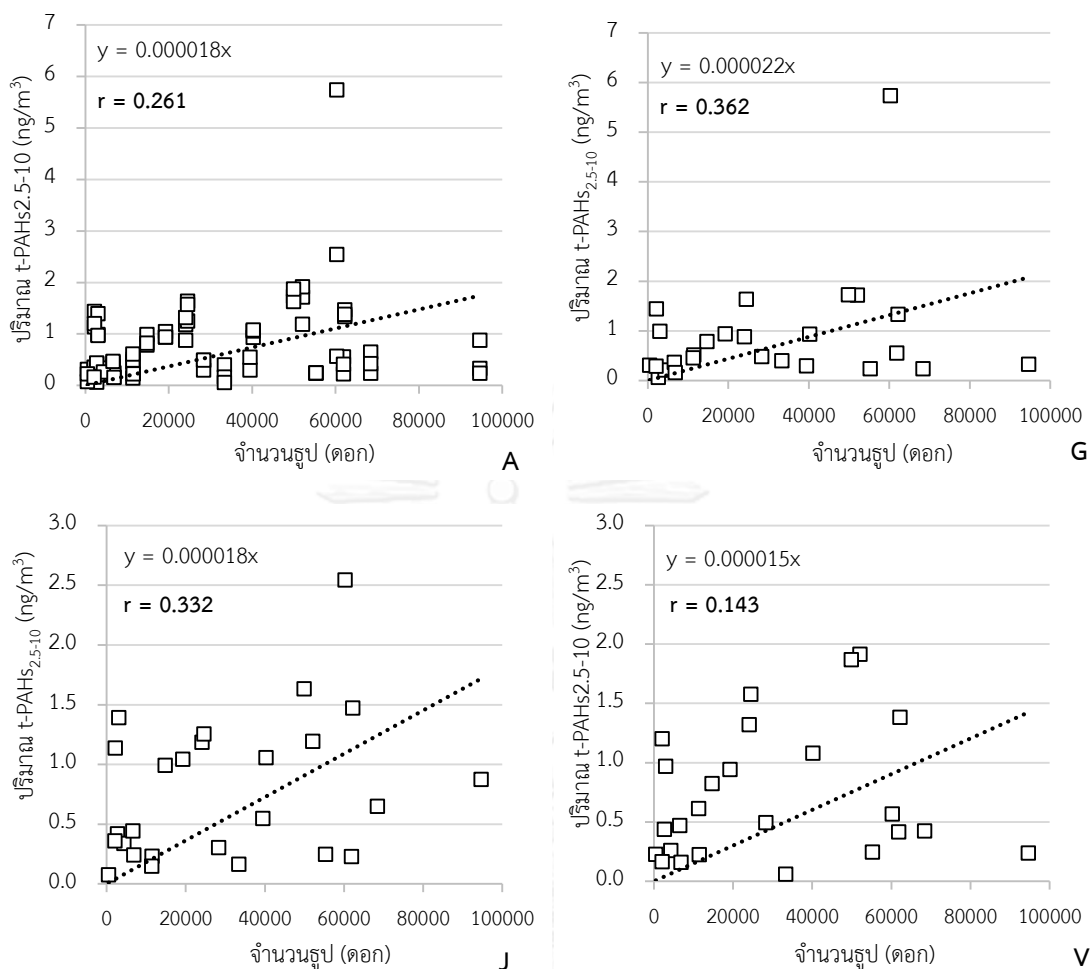 7
6
5
4
3
2
1
0
ปริมาณ t-PAHs2.5-10 (ng/m³)
y = 0.000018x
r = 0.261
0 20000 40000 60000 80000 100000
จำนวนธูป (ดอก)
A
7
6
5
4
3
2
1
0
ปริมาณ t-PAHs2.5-10 (ng/m³)
y = 0.000022x
r = 0.362
0 20000 40000 60000 80000 100000
จำนวนธูป (ดอก)
G
3.0
2.5
2.0
1.5
1.0
0.5
0.0
ปริมาณ t-PAHs2.5-10 (ng/m³)
y = 0.000018x
r = 0.332
0 20000 40000 60000 80000 100000
จำนวนธูป (ดอก)
J
3.0
2.5
2.0
1.5
1.0
0.5
0.0
ปริมาณ t-PAHs2.5-10 (ng/m³)
y = 0.000015x
r = 0.143
0 20000 40000 60000 80000 100000
จำนวนธูป (ดอก)
V